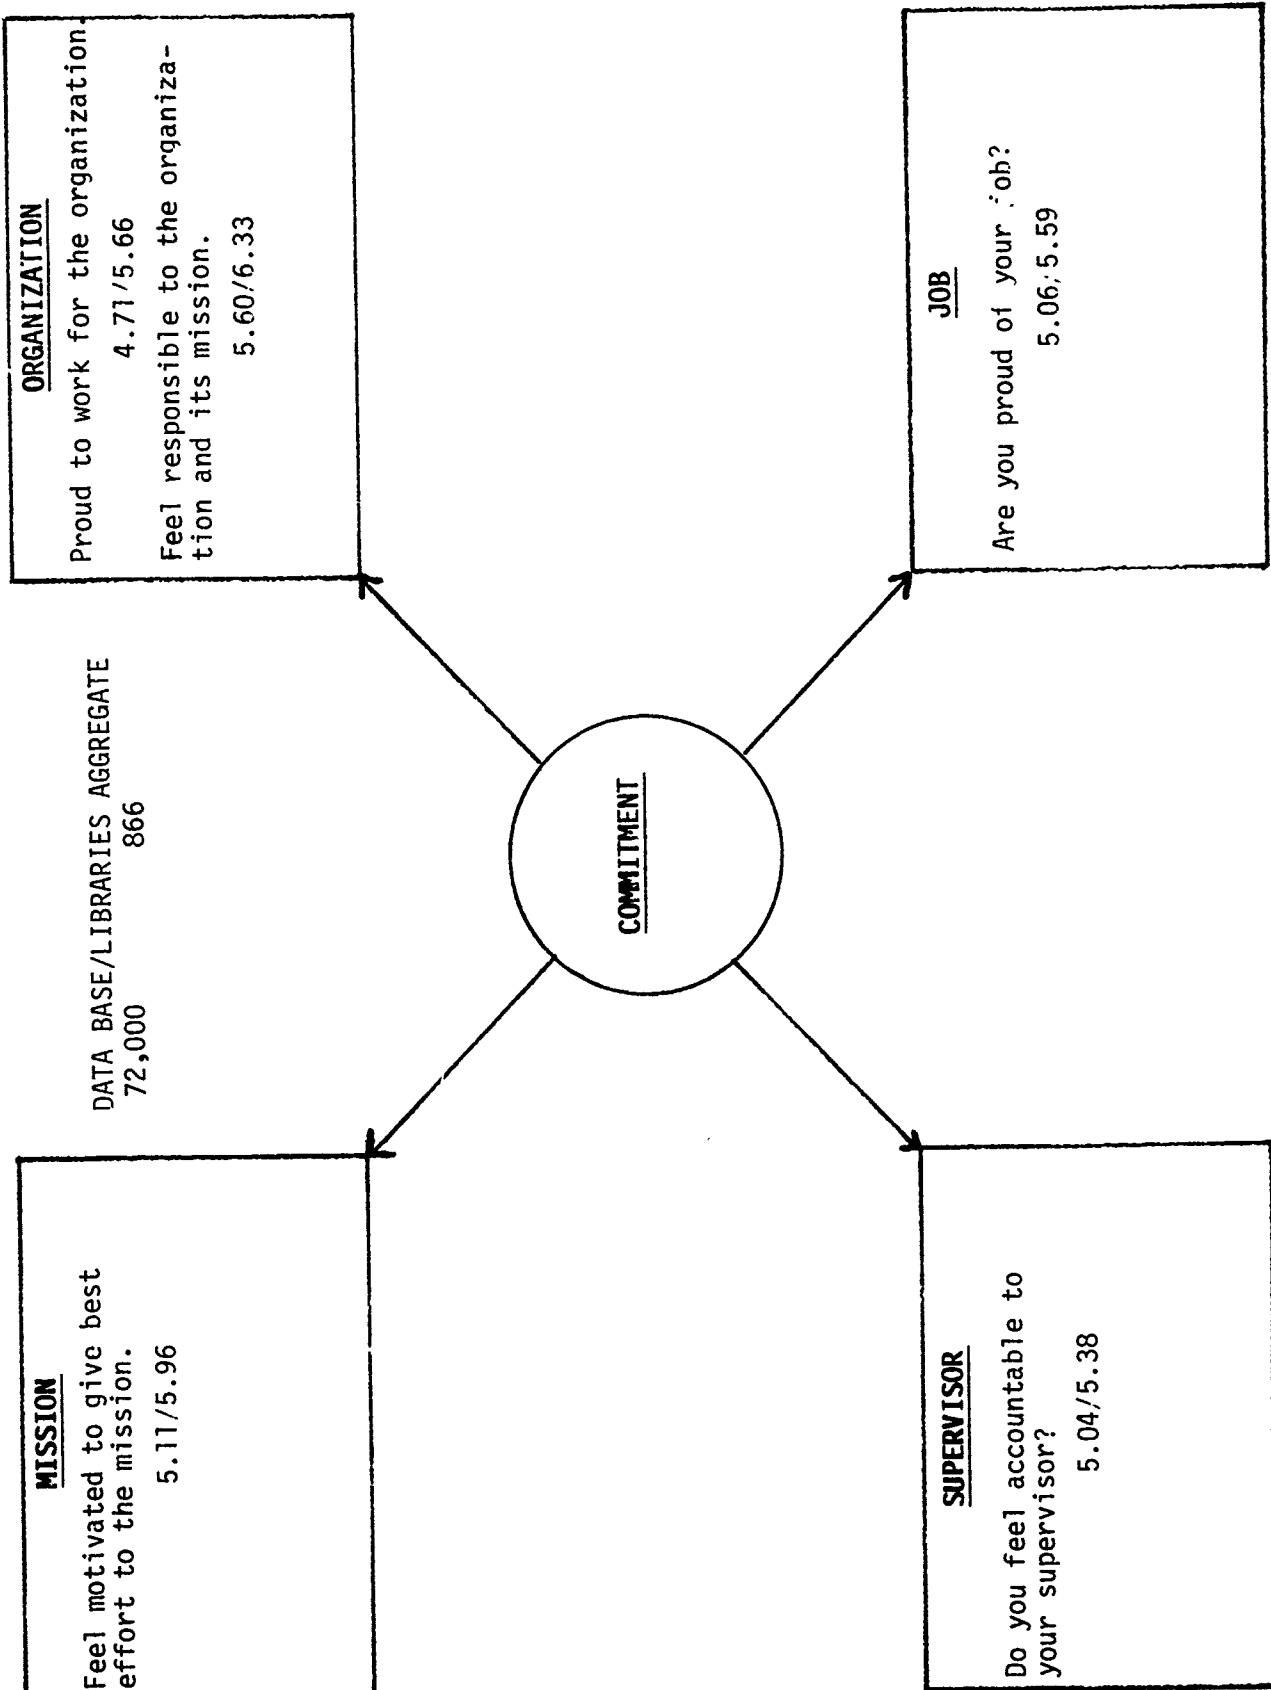 DATA BASE/LIBRARIES AGGREGATE
72,000 866
MISSION
Feel motivated to give best
effort to the mission.
5.11/5.96
ORGANIZATION
Proud to work for the organization.
4.71/5.66
Feel responsible to the organiza-
tion and its mission.
5.60/6.33
COMMITMENT
SUPERVISOR
Do you feel accountable to
your supervisor?
5.04/5.38
JOB
Are you proud of your job?
5.06/5.59